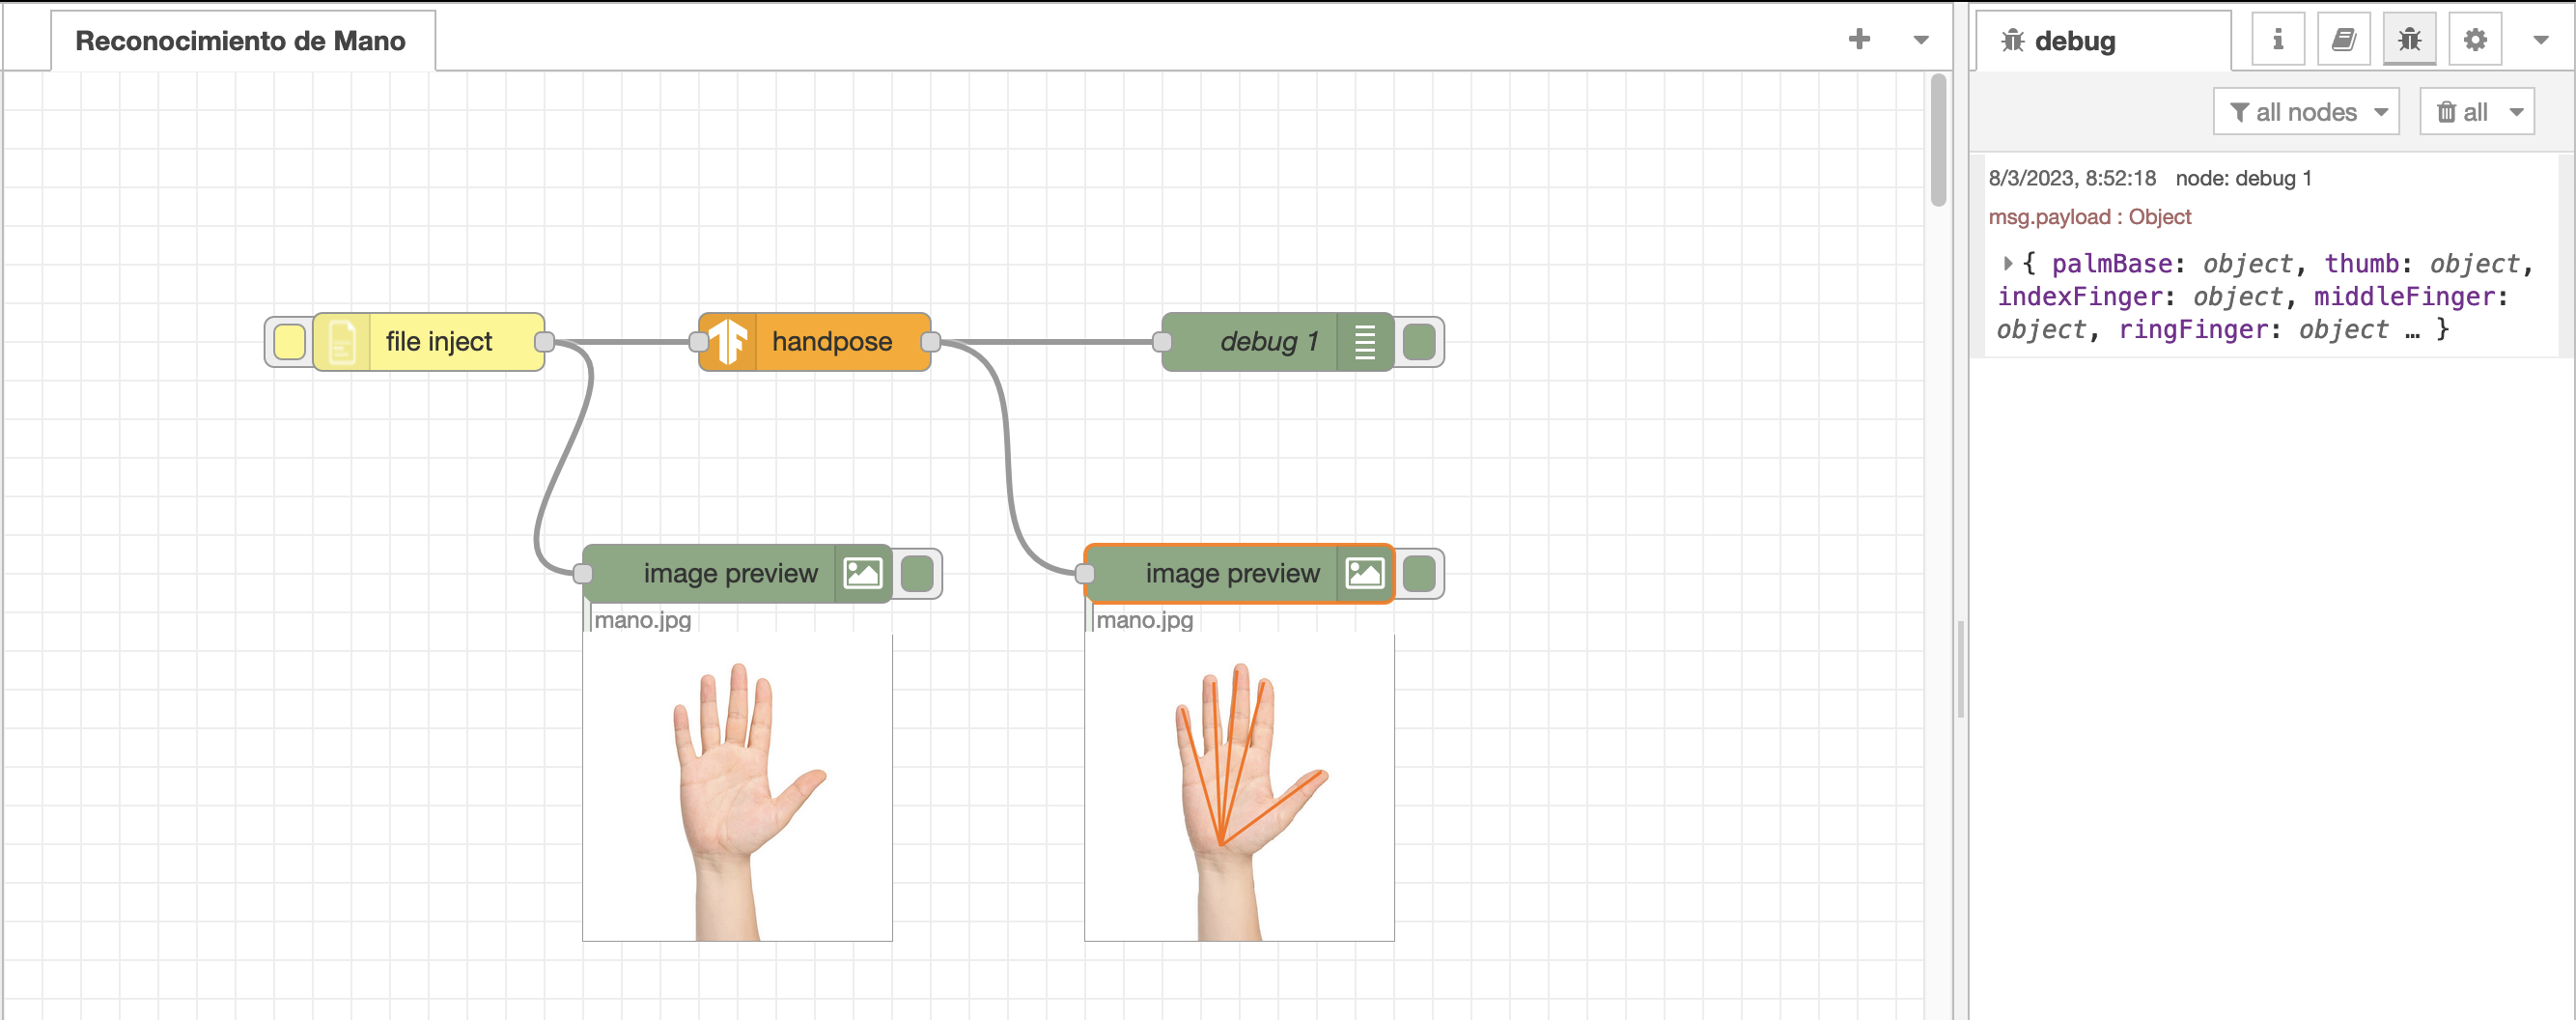 Reconocimiento de Mano
debug
all nodes
all
8/3/2023, 8:52:18 node: debug 1
msg.payload : Object
{ palmBase: object, thumb: object,
indexFinger: object, middleFinger:
object, ringFinger: object … }
file inject
handpose
debug 1
image preview
image preview
mano.jpg
mano.jpg